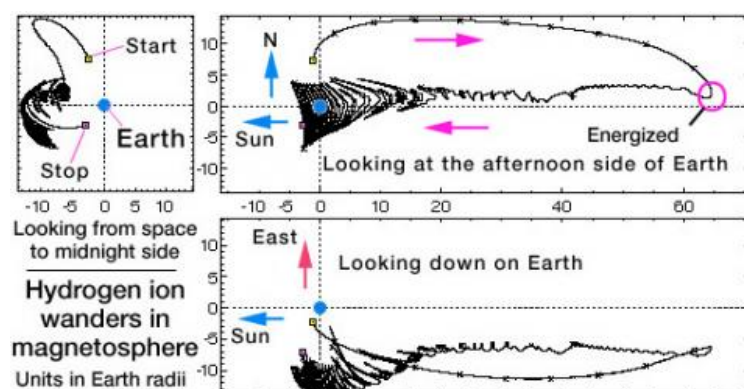 10
5
0
-5
-10
Start
Earth
Stop
-10 -5 0 5 10
Looking from space
to midnight side
Hydrogen ion
wanders in
magnetosphere
Units in Earth radii
10
5
0
-5
-10
N
Sun
Energized
Looking at the afternoon side of Earth
-10 0 10 20 30 40 50 60
10
5
0
-5
-10
East
Looking down on Earth
Sun